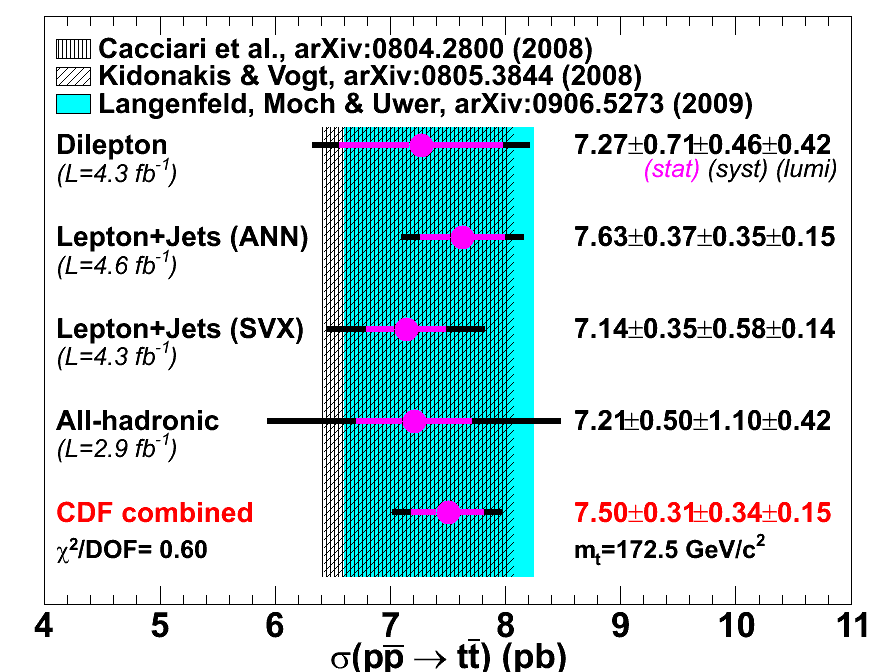 Cacciari et al., arXiv:0804.2800 (2008)
Kidonakis & Vogt, arXiv:0805.3844 (2008)
Langenfeld, Moch & Uwer, arXiv:0906.5273 (2009)
Dilepton 7.27±0.71±0.46±0.42
(L=4.3 fb⁻¹) (stat) (syst) (lumi)
Lepton+Jets (ANN) 7.63±0.37±0.35±0.15
(L=4.6 fb⁻¹)
Lepton+Jets (SVX) 7.14±0.35±0.58±0.14
(L=4.3 fb⁻¹)
All-hadronic 7.21±0.50±1.10±0.42
(L=2.9 fb⁻¹)
CDF combined 7.50±0.31±0.34±0.15
χ²/DOF= 0.60 mₜ=172.5 GeV/c²
4 5 6 7 8 9 10 11
σ(pp̅ → tt̅) (pb)